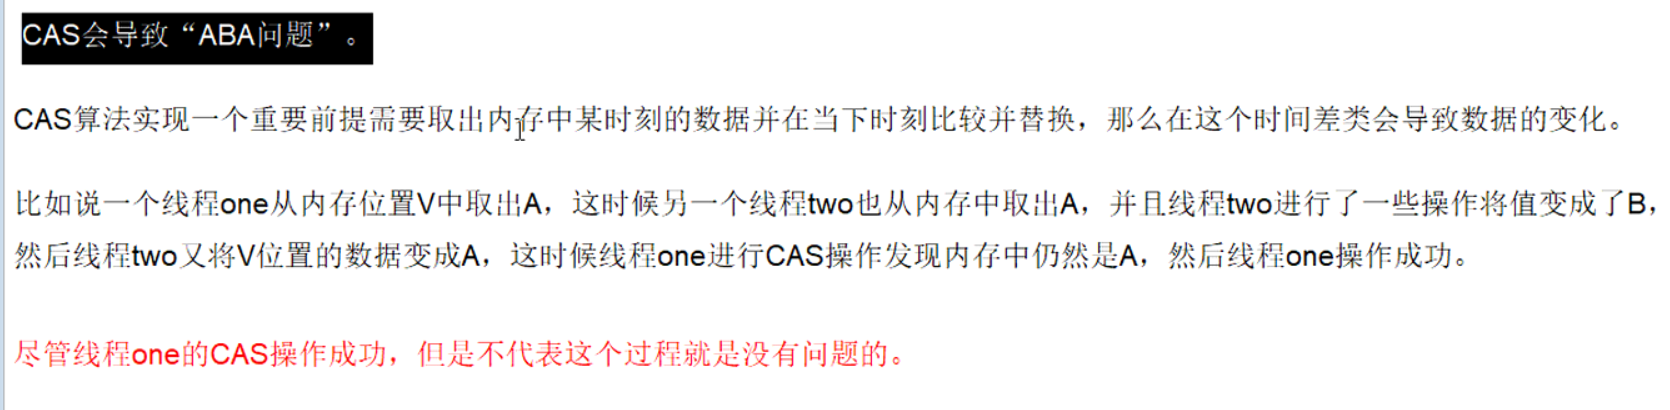 CAS会导致“ABA问题”。
CAS算法实现一个重要前提需要取出内存中某时刻的数据并在当下时刻比较并替换，那么在这个时间差类会导致数据的变化。
比如说一个线程one从内存位置V中取出A，这时候另一个线程two也从内存中取出A，并且线程two进行了一些操作将值变成了B，
然后线程two又将V位置的数据变成A，这时候线程one进行CAS操作发现内存中仍然是A，然后线程one操作成功。
尽管线程one的CAS操作成功，但是不代表这个过程就是没有问题的。